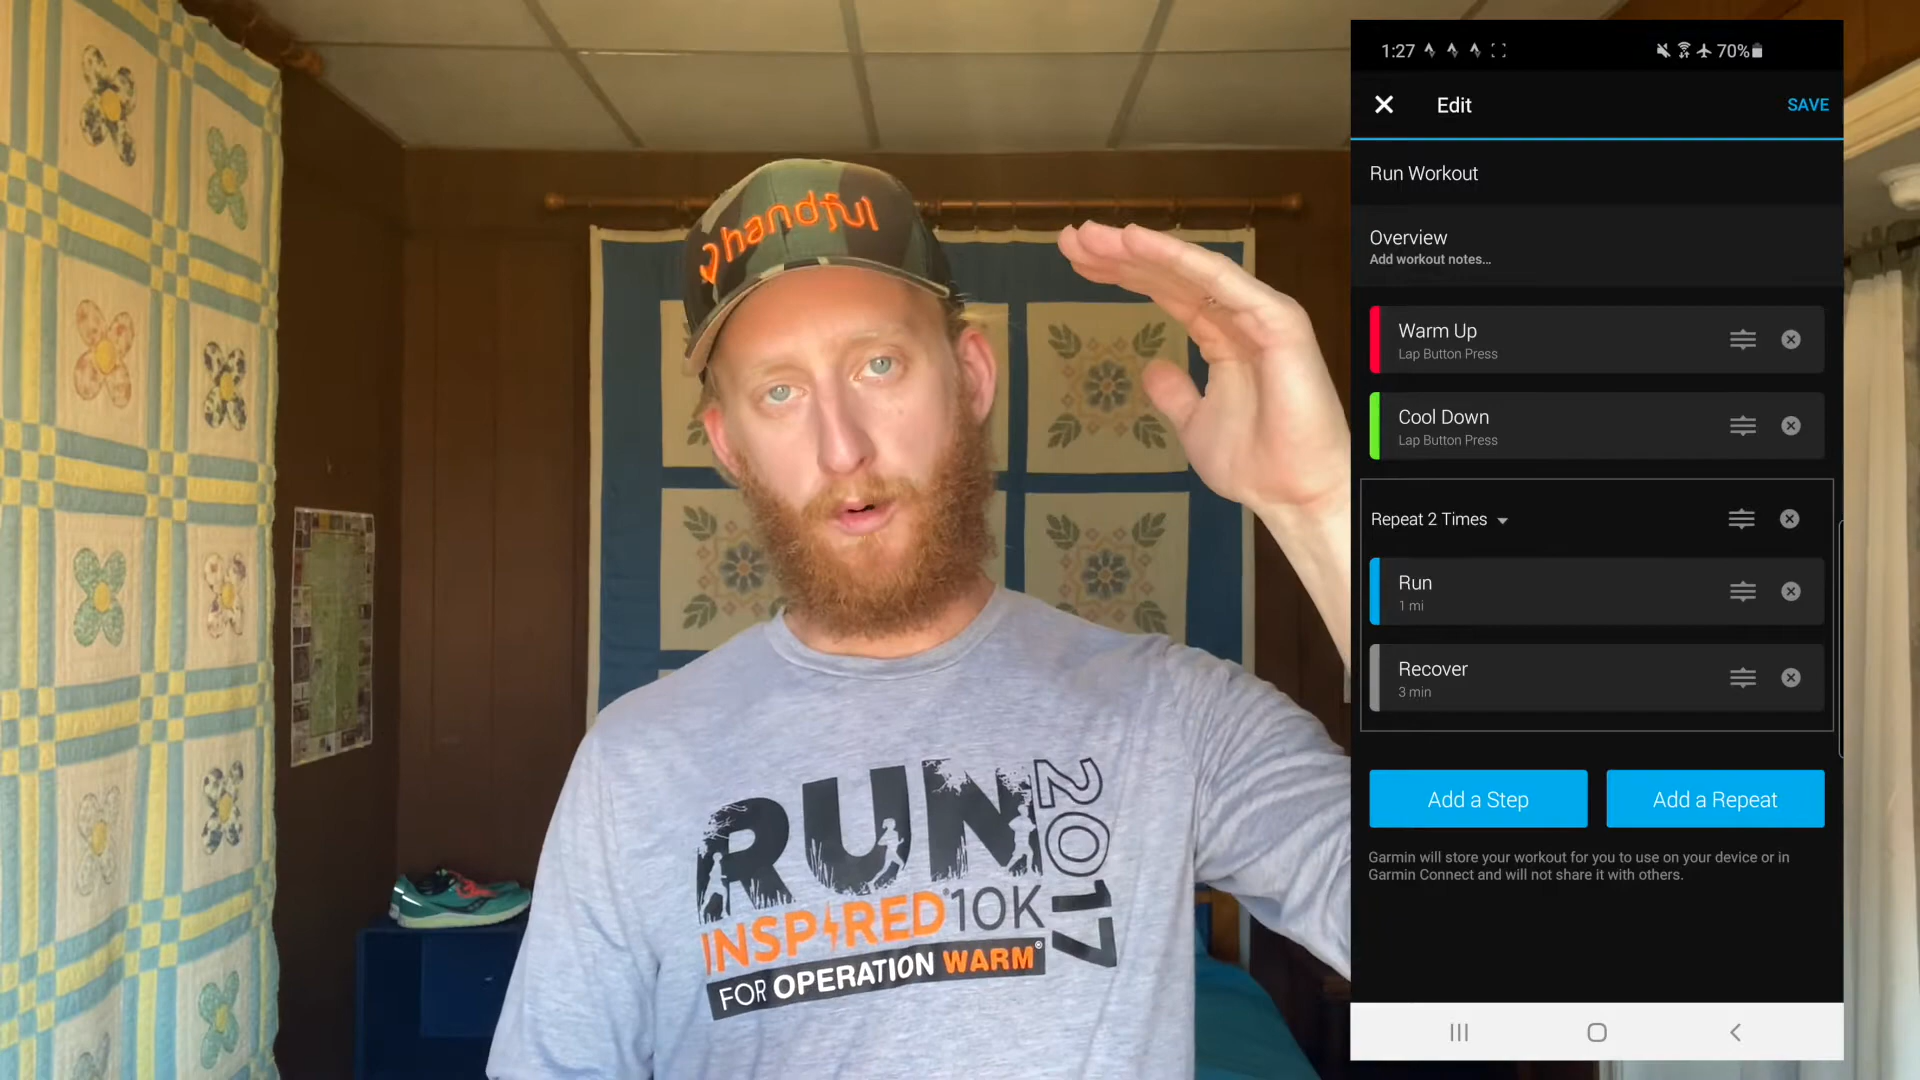 handful
RUN
2017
INSPIRED 10K
FOR OPERATION WARM®
1:27
70%
Edit
SAVE
Run Workout
Overview
Add workout notes...
Warm Up
Lap Button Press
Cool Down
Lap Button Press
Repeat 2 Times
Run
1 mi
Recover
3 min
Add a Step
Add a Repeat
Garmin will store your workout for you to use on your device or in
Garmin Connect and will not share it with others.